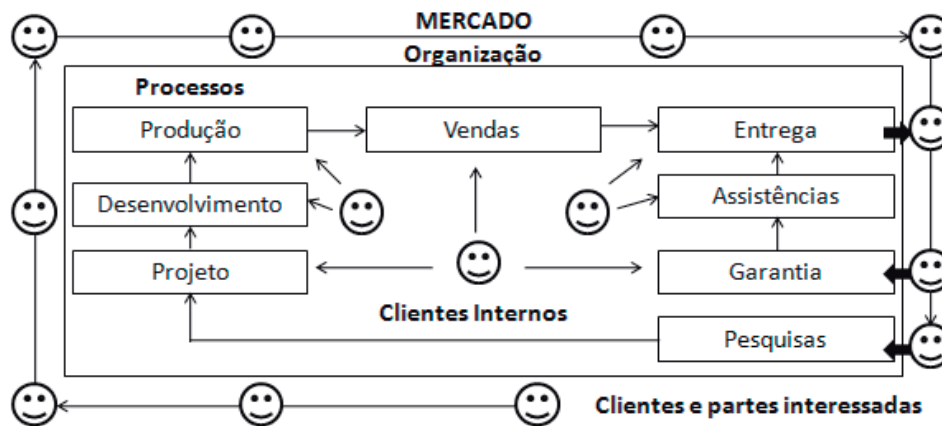 MERCADO
Organização
Processos
Produção
Vendas
Entrega
Desenvolvimento
Assistências
Projeto
Garantia
Clientes Internos
Pesquisas
Clientes e partes interessadas